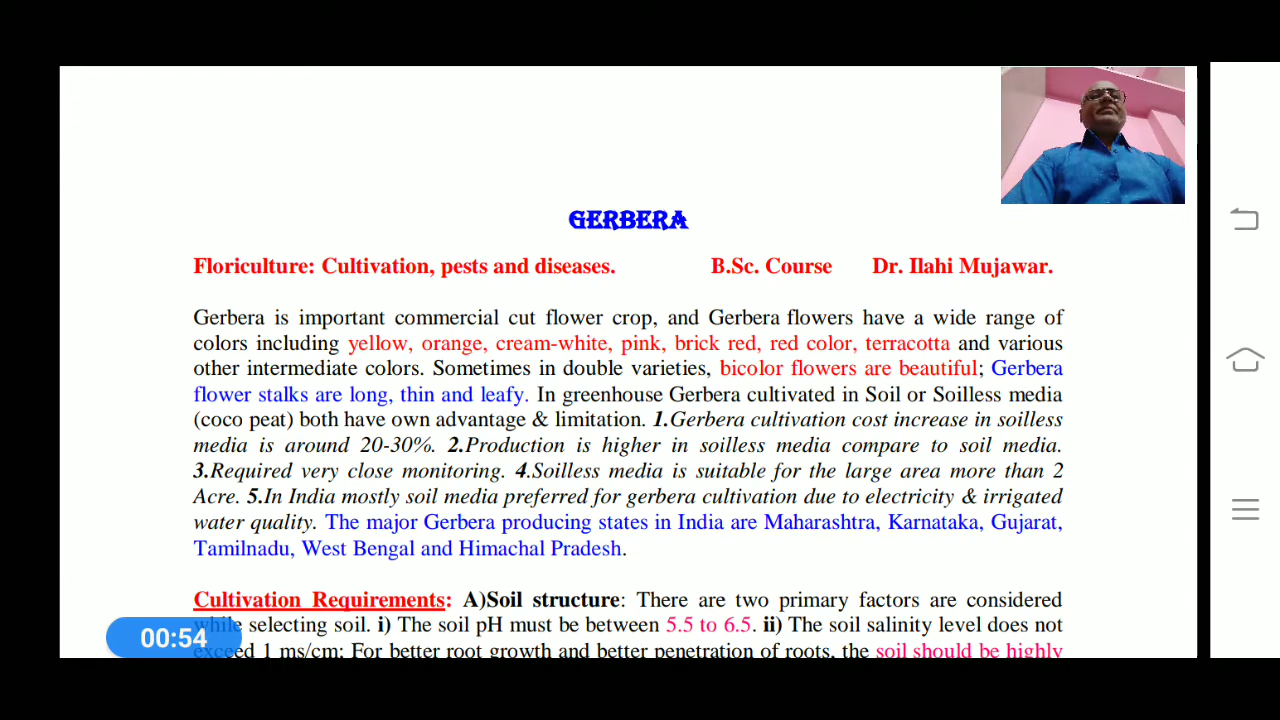 GERBERA
Floriculture: Cultivation, pests and diseases. B.Sc. Course Dr. Ilahi Mujawar.
Gerbera is important commercial cut flower crop, and Gerbera flowers have a wide range of
colors including yellow, orange, cream-white, pink, brick red, red color, terracotta and various
other intermediate colors. Sometimes in double varieties, bicolor flowers are beautiful; Gerbera
flower stalks are long, thin and leafy. In greenhouse Gerbera cultivated in Soil or Soilless media
(coco peat) both have own advantage & limitation. 1.Gerbera cultivation cost increase in soilless
media is around 20-30%. 2.Production is higher in soilless media compare to soil media.
3.Required very close monitoring. 4.Soilless media is suitable for the large area more than 2
Acre. 5.In India mostly soil media preferred for gerbera cultivation due to electricity & irrigated
water quality. The major Gerbera producing states in India are Maharashtra, Karnataka, Gujarat,
Tamilnadu, West Bengal and Himachal Pradesh.
Cultivation Requirements: A)Soil structure: There are two primary factors are considered
while selecting soil. i) The soil pH must be between 5.5 to 6.5. ii) The soil salinity level does not
exceed 1 ms/cm; For better root growth and better penetration of roots, the soil should be highly
00:54